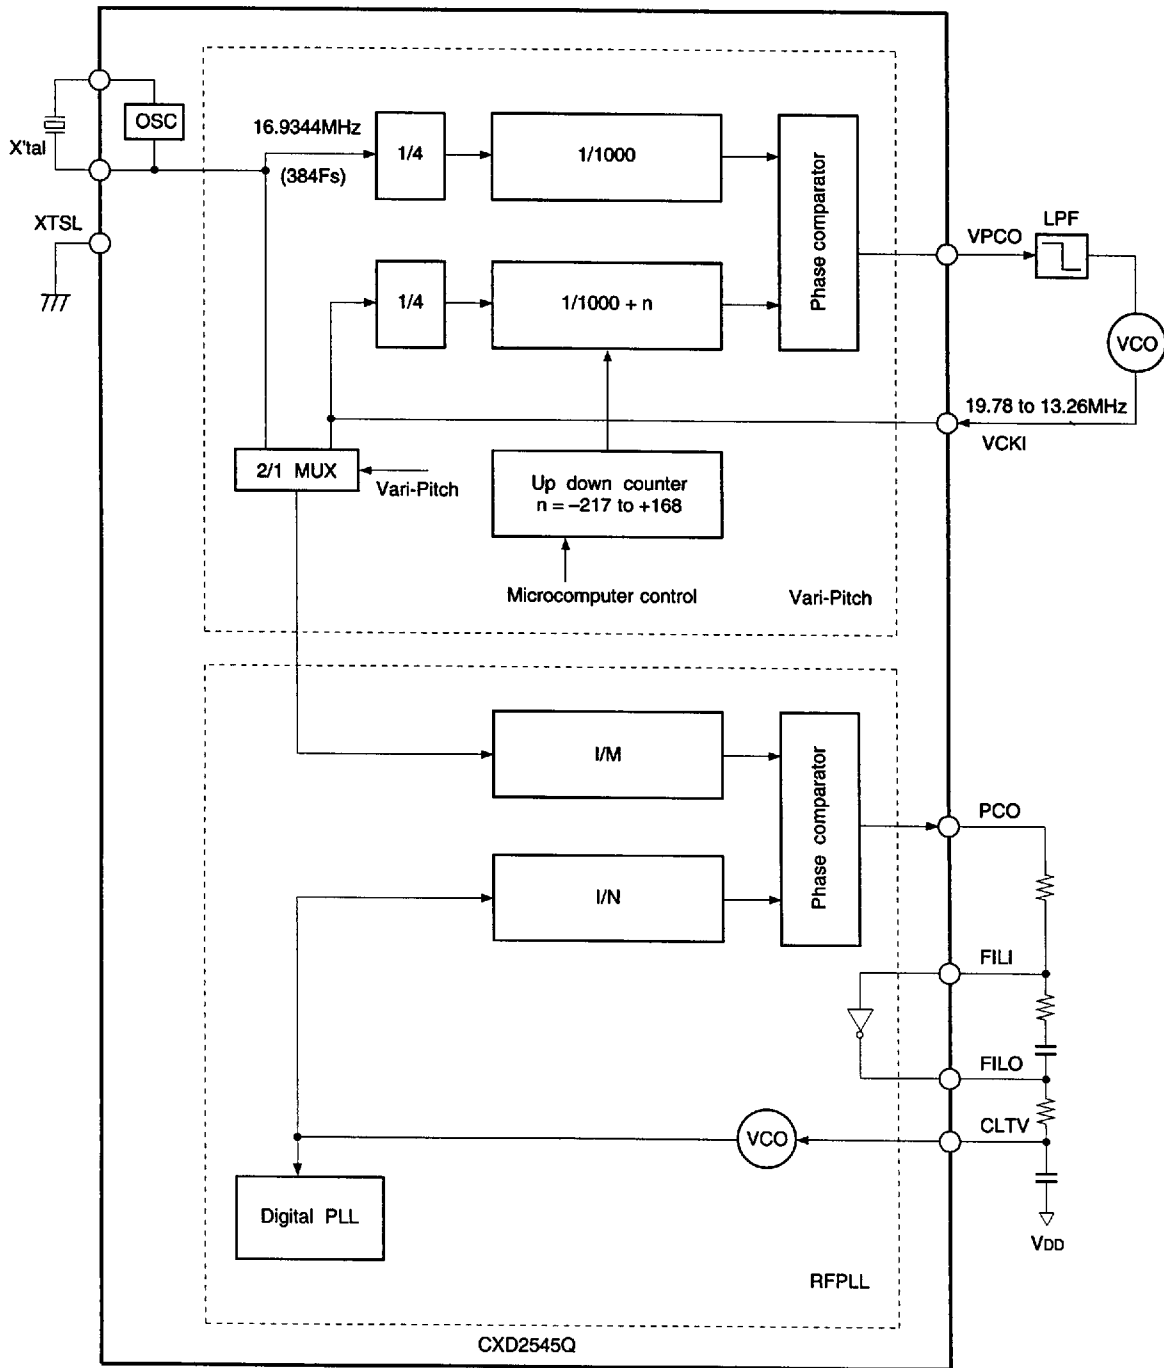 X'tal
OSC
XTSL
16.9344MHz
(384Fs)
1/4
1/1000
Phase comparator
1/4
1/1000 + n
VPCO
LPF
VCO
19.78 to 13.26MHz
VCKI
2/1 MUX
Vari-Pitch
Up down counter
n = –217 to +168
Microcomputer control
Vari-Pitch
I/M
Phase comparator
I/N
PCO
FILI
FILO
CLTV
VCO
VDD
Digital PLL
RFPLL
CXD2545Q